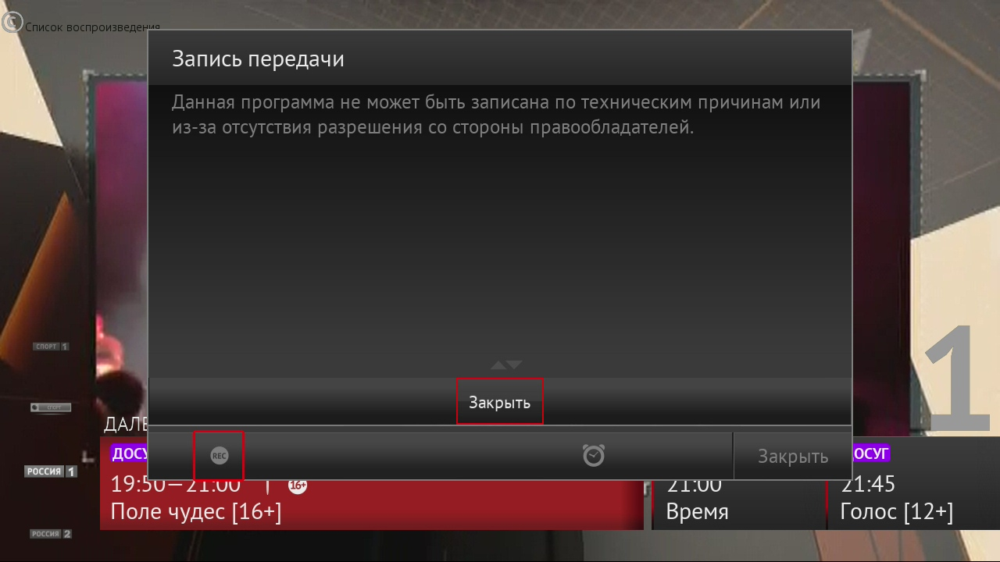 Список воспроизведения
Запись передачи
Данная программа не может быть записана по техническим причинам или
из-за отсутствия разрешения со стороны правообладателей.
СПОРТ 1
1
Закрыть
СПОРТ
ДАЛЕ
REC
Закрыть
ДОСУ
ОСУГ
РОССИЯ 1
19:50—21:00 16+
21:00
21:45
Поле чудес [16+]
Время
Голос [12+]
РОССИЯ 2